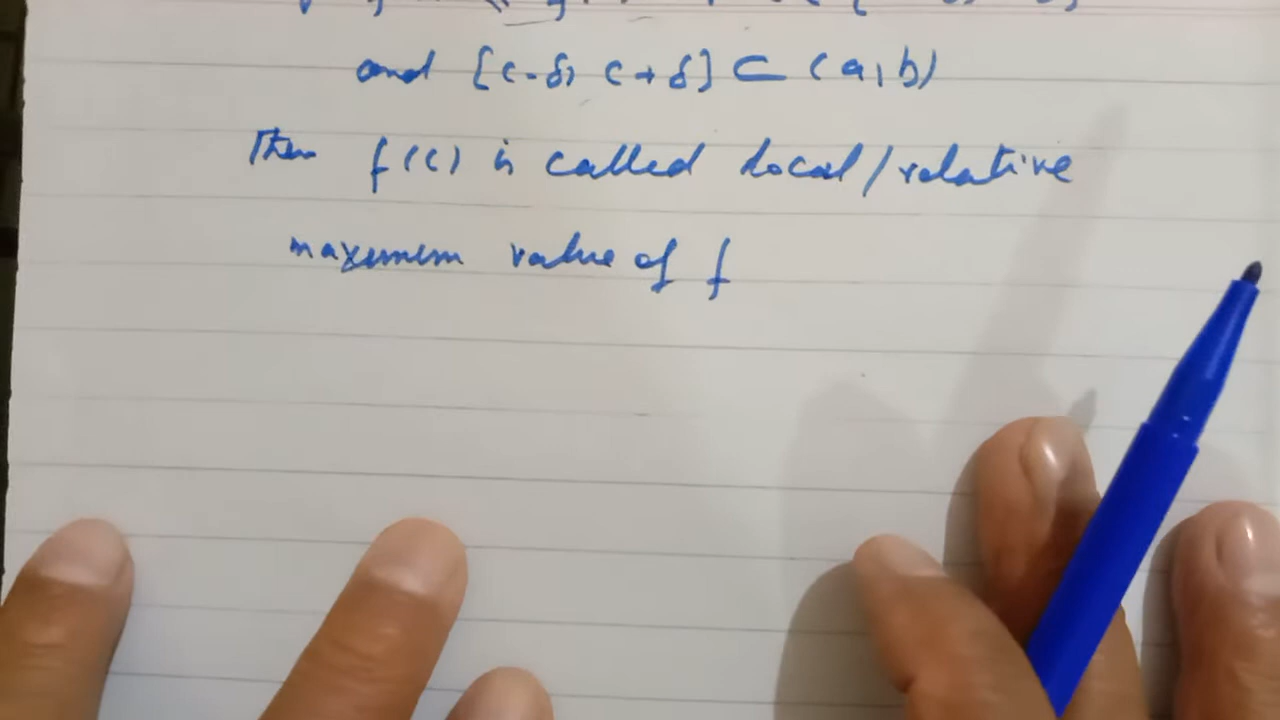 and [c-δ, c+δ] ⊂ (a,b)
Then f(c) is called local/relative
maximum value of f